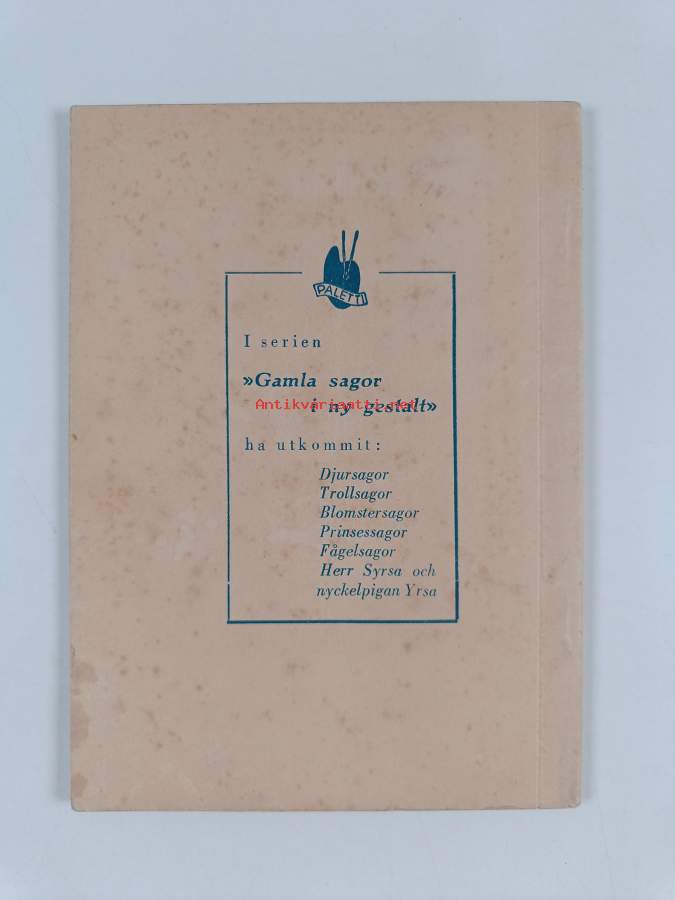 PALETTI
I serien
»Gamla sagor
Antikvariaatti.net
i ny gestalt»
ha utkommit:
Djursagor
Trollsagor
Blomstersagor
Prinsessagor
Fågelsagor
Herr Syrsa och
nyckelpigan Yrsa